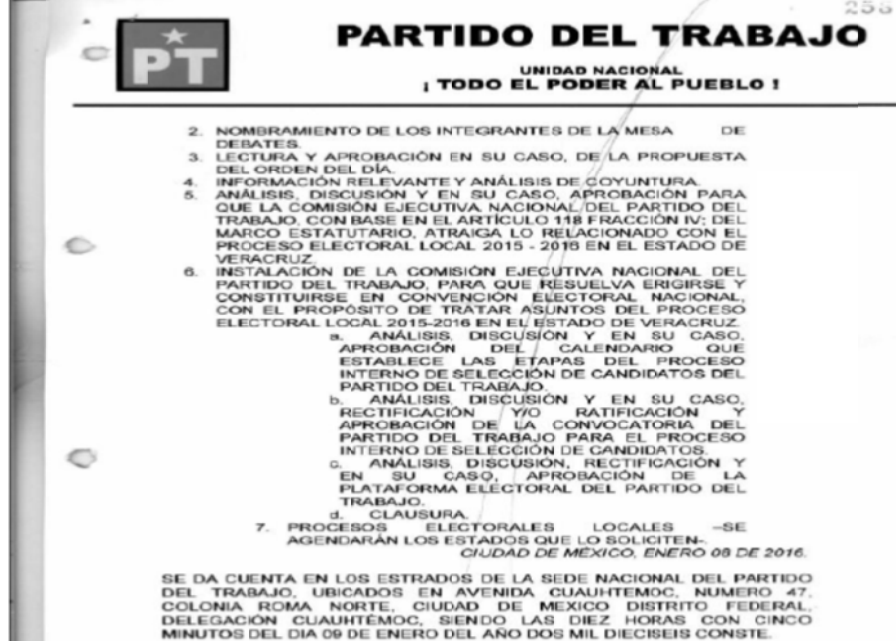 258
PT
PARTIDO DEL TRABAJO
UNIDAD NACIONAL
¡ TODO EL PODER AL PUEBLO !
2. NOMBRAMIENTO DE LOS INTEGRANTES DE LA MESA DE
DEBATES.
3. LECTURA Y APROBACIÓN EN SU CASO, DE LA PROPUESTA
DEL ORDEN DEL DÍA.
4. INFORMACIÓN RELEVANTE Y ANÁLISIS DE COYUNTURA.
5. ANÁLISIS, DISCUSIÓN Y EN SU CASO, APROBACIÓN PARA
QUE LA COMISIÓN EJECUTIVA NACIONAL DEL PARTIDO DEL
TRABAJO, CON BASE EN EL ARTÍCULO 118 FRACCIÓN IV; DEL
MARCO ESTATUTARIO, ATRAIGA LO RELACIONADO CON EL
PROCESO ELECTORAL LOCAL 2015 - 2016 EN EL ESTADO DE
VERACRUZ.
6. INSTALACIÓN DE LA COMISIÓN EJECUTIVA NACIONAL DEL
PARTIDO DEL TRABAJO, PARA QUE RESUELVA ERIGIRSE Y
CONSTITUIRSE EN CONVENCIÓN ELECTORAL NACIONAL,
CON EL PROPÓSITO DE TRATAR ASUNTOS DEL PROCESO
ELECTORAL LOCAL 2015-2016 EN EL ESTADO DE VERACRUZ.
a. ANÁLISIS, DISCUSIÓN Y EN SU CASO,
APROBACIÓN DEL CALENDARIO QUE
ESTABLECE LAS ETAPAS DEL PROCESO
INTERNO DE SELECCIÓN DE CANDIDATOS DEL
PARTIDO DEL TRABAJO.
b. ANÁLISIS, DISCUSIÓN Y EN SU CASO,
RECTIFICACIÓN Y/O RATIFICACIÓN Y
APROBACIÓN DE LA CONVOCATORIA DEL
PARTIDO DEL TRABAJO PARA EL PROCESO
INTERNO DE SELECCIÓN DE CANDIDATOS.
c. ANÁLISIS, DISCUSIÓN, RECTIFICACIÓN Y
EN SU CASO, APROBACIÓN DE LA
PLATAFORMA ELECTORAL DEL PARTIDO DEL
TRABAJO.
d. CLAUSURA.
7. PROCESOS ELECTORALES LOCALES –SE
AGENDARÁN LOS ESTADOS QUE LO SOLICITEN-.
CIUDAD DE MÉXICO, ENERO 08 DE 2016.
SE DA CUENTA EN LOS ESTRADOS DE LA SEDE NACIONAL DEL PARTIDO
DEL TRABAJO, UBICADOS EN AVENIDA CUAUHTEMOC, NUMERO 47,
COLONIA ROMA NORTE, CIUDAD DE MEXICO DISTRITO FEDERAL,
DELEGACIÓN CUAUHTÉMOC, SIENDO LAS DIEZ HORAS CON CINCO
MINUTOS DEL DIA 09 DE ENERO DEL AÑO DOS MIL DIECISEIS CONSTE.